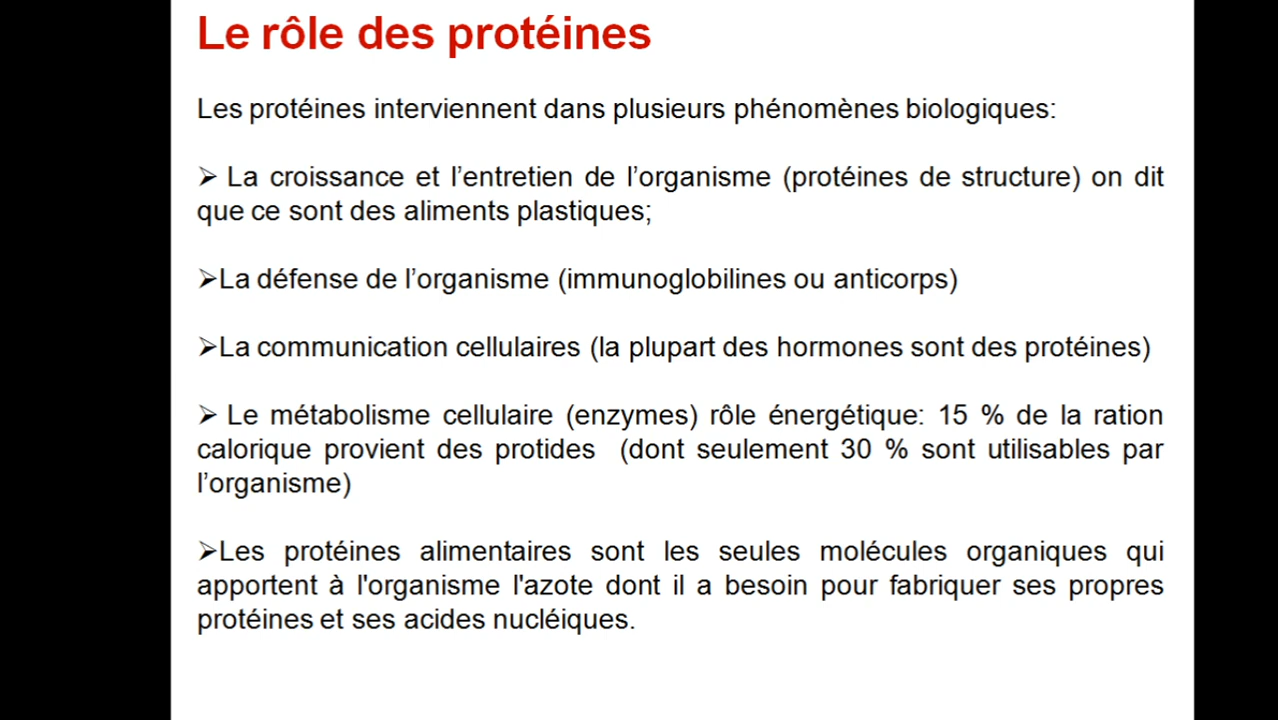 Le rôle des protéines
Les protéines interviennent dans plusieurs phénomènes biologiques:
➢ La croissance et l’entretien de l’organisme (protéines de structure) on dit
que ce sont des aliments plastiques;
➢La défense de l’organisme (immunoglobilines ou anticorps)
➢La communication cellulaires (la plupart des hormones sont des protéines)
➢ Le métabolisme cellulaire (enzymes) rôle énergétique: 15 % de la ration
calorique provient des protides (dont seulement 30 % sont utilisables par
l’organisme)
➢Les protéines alimentaires sont les seules molécules organiques qui
apportent à l'organisme l'azote dont il a besoin pour fabriquer ses propres
protéines et ses acides nucléiques.